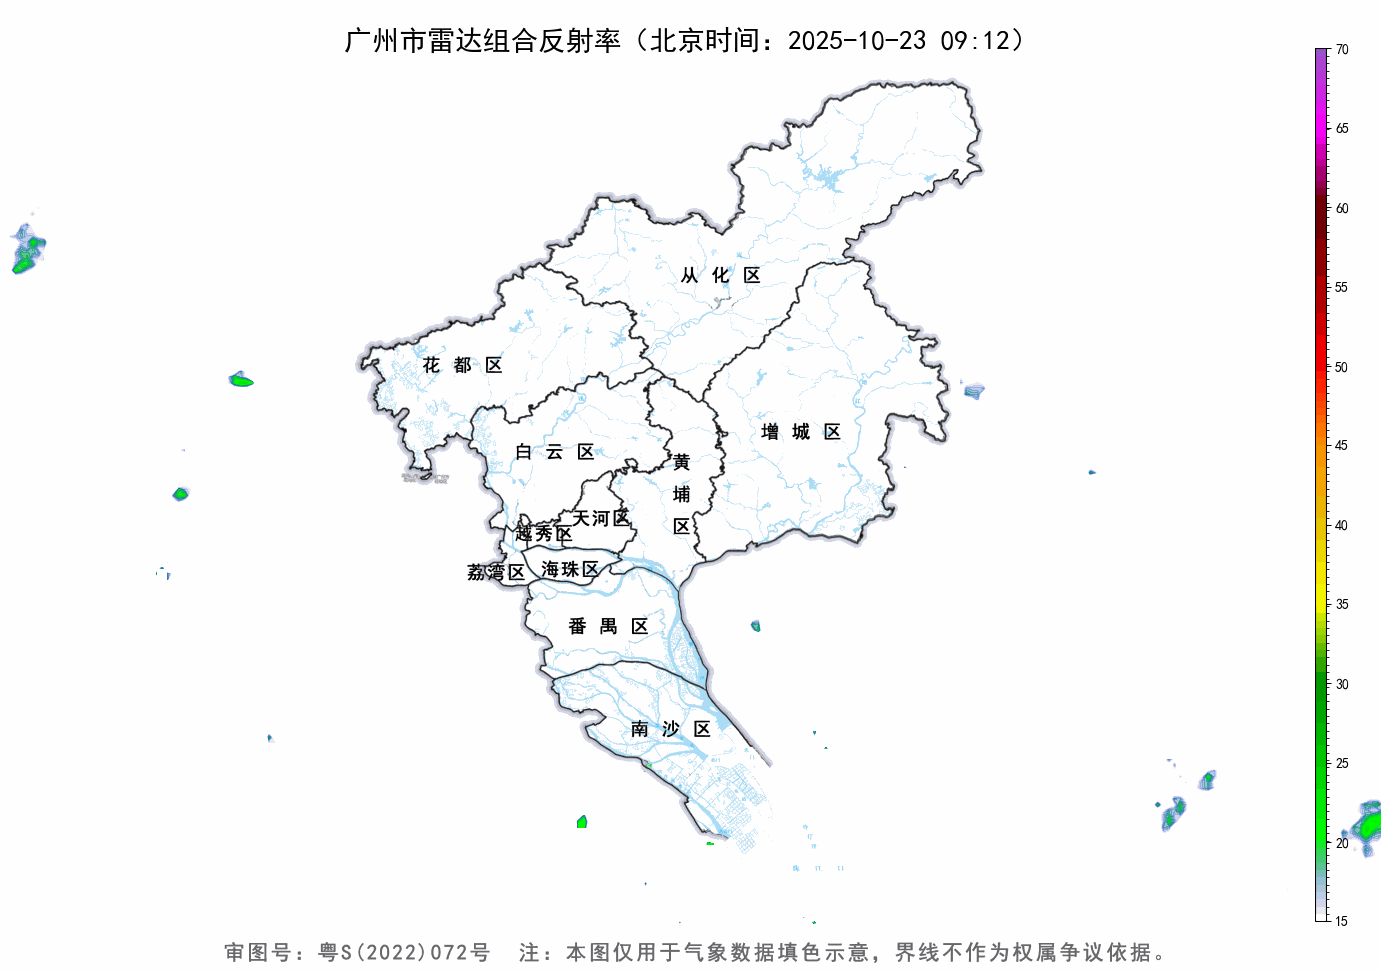 广州市雷达组合反射率（北京时间：2025-10-23 09:12）
70
65
60
55
50
45
40
35
30
25
20
15
从化区
花都区
增城区
白云区
黄埔区
天河区
越秀区
荔湾区
海珠区
番禺区
南沙区
审图号：粤S(2022)072号 注：本图仅用于气象数据填色示意，界线不作为权属争议依据。